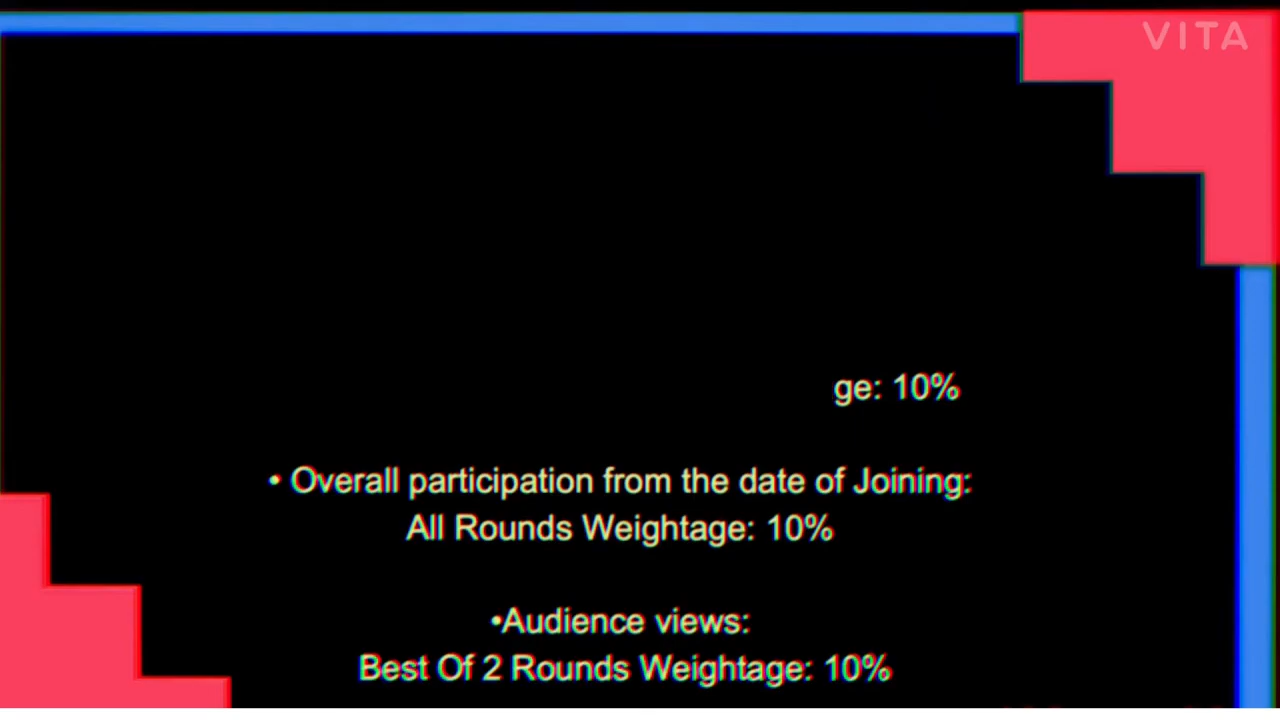 VITA
ge: 10%
• Overall participation from the date of Joining:
All Rounds Weightage: 10%
•Audience views:
Best Of 2 Rounds Weightage: 10%